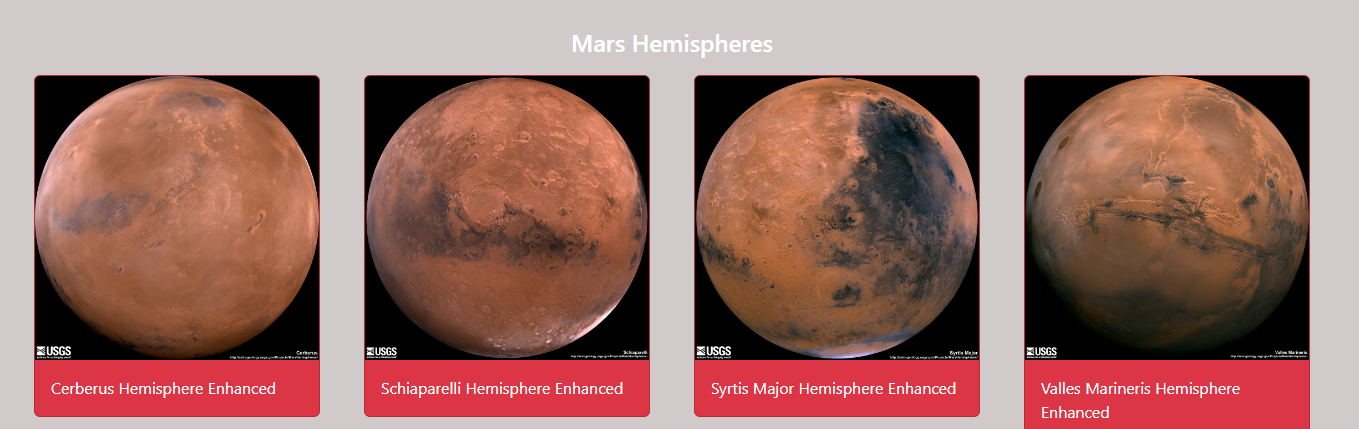 Mars Hemispheres
USGS
Cerberus
USGS
Schiaparelli
USGS
Syrtis Major
USGS
Valles Marineris
Cerberus Hemisphere Enhanced
Schiaparelli Hemisphere Enhanced
Syrtis Major Hemisphere Enhanced
Valles Marineris Hemisphere
Enhanced